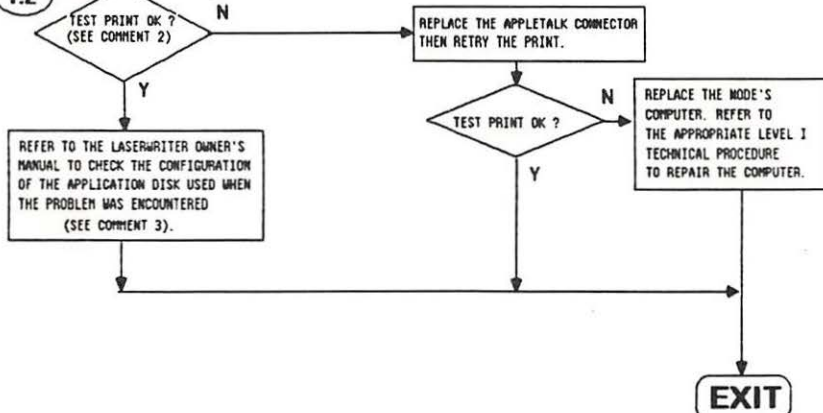 TEST PRINT OK ?
(SEE COMMENT 2)
N
REPLACE THE APPLETALK CONNECTOR
THEN RETRY THE PRINT.
Y
N
TEST PRINT OK ?
REPLACE THE NODE'S
COMPUTER. REFER TO
THE APPROPRIATE LEVEL I
TECHNICAL PROCEDURE
TO REPAIR THE COMPUTER.
REFER TO THE LASERWRITER OWNER'S
MANUAL TO CHECK THE CONFIGURATION
OF THE APPLICATION DISK USED WHEN
THE PROBLEM WAS ENCOUNTERED
(SEE COMMENT 3).
Y
EXIT